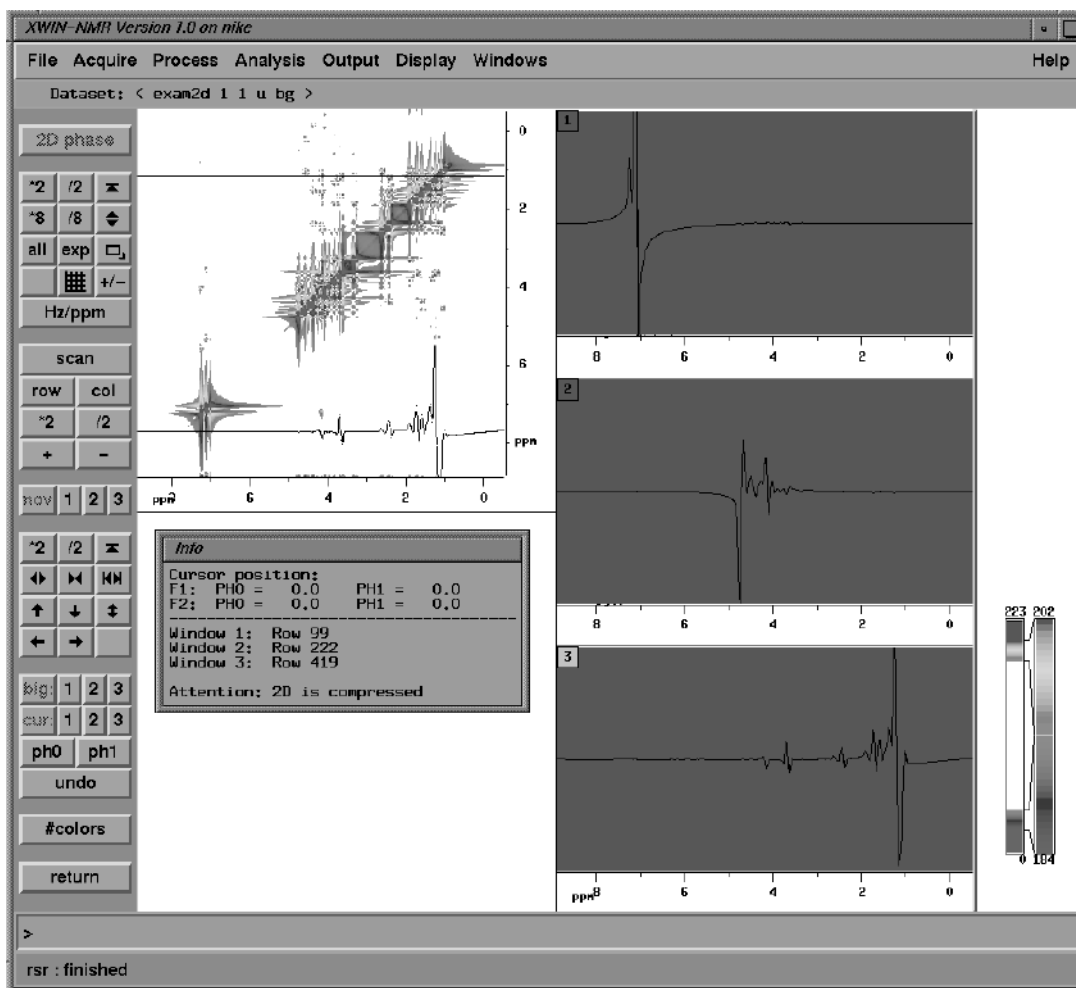 XWIN-NMR Version 1.0 on nike
File Acquire Process Analysis Output Display Windows Help
Dataset: < exam2d 1 1 u bg >
2D phase
*2 /2
*8 /8
all exp
+/-
Hz/ppm
scan
row col
*2 /2
+ -
mov 1 2 3
*2 /2
big: 1 2 3
cur: 1 2 3
ph0 ph1
undo
#colors
return
0
2
4
6
ppm
ppm 8 6 4 2 0
Info
Cursor position:
F1: PH0 = 0.0 PH1 = 0.0
F2: PH0 = 0.0 PH1 = 0.0
Window 1: Row 99
Window 2: Row 222
Window 3: Row 419
Attention: 2D is compressed
1
8 6 4 2 0
2
8 6 4 2 0
3
ppm 8 6 4 2 0
223 202
0 184
>
rsr : finished